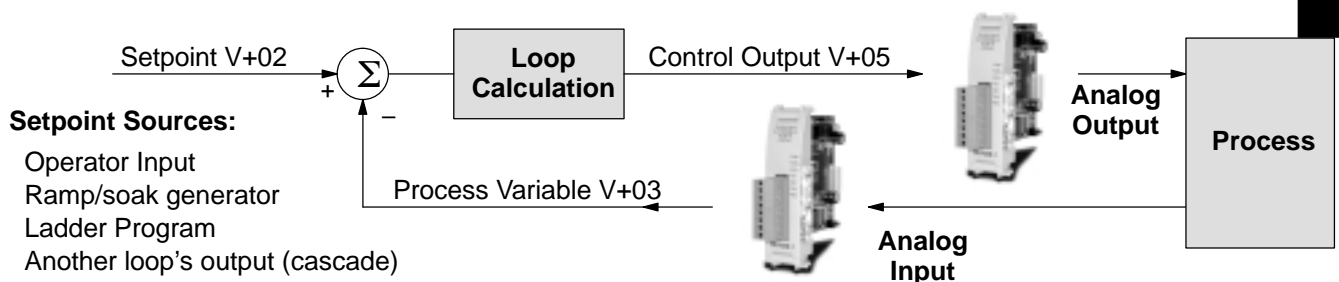 Setpoint V+02
+
Σ
−
Loop
Calculation
Control Output V+05
Analog
Output
Process
Setpoint Sources:
Operator Input
Ramp/soak generator
Ladder Program
Another loop's output (cascade)
Process Variable V+03
Analog
Input